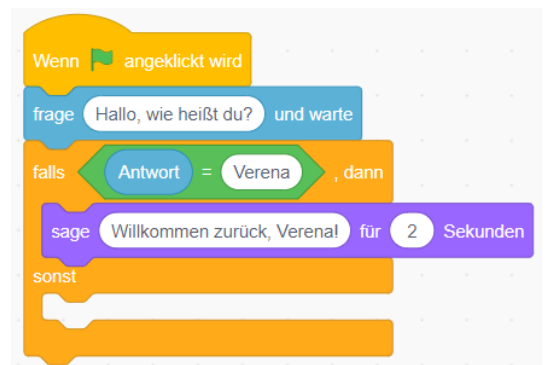 Wenn angeklickt wird
frage Hallo, wie heißt du? und warte
falls Antwort = Verena , dann
sage Willkommen zurück, Verena! für 2 Sekunden
sonst